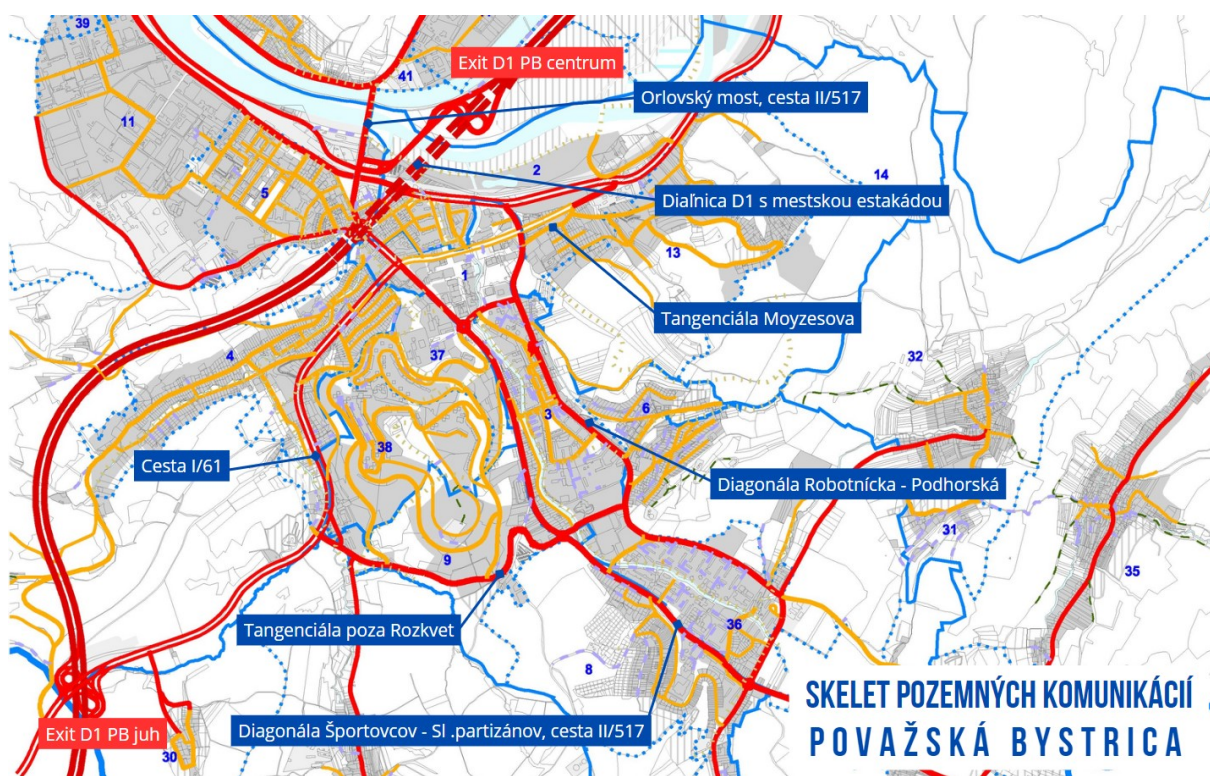 39
41
Exit D1 PB centrum
Orlovský most, cesta II/517
11
2
14
5
Diaľnica D1 s mestskou estakádou
13
1
Tangenciála Moyzesova
4
37
32
6
3
38
Cesta I/61
Diagonála Robotnícka - Podhorská
31
9
35
Tangenciála poza Rozkvet
36
8
Exit D1 PB juh
Diagonála Športovcov - Sl .partizánov, cesta II/517
30
SKELET POZEMNÝCH KOMUNIKÁCIÍ
POVAŽSKÁ BYSTRICA